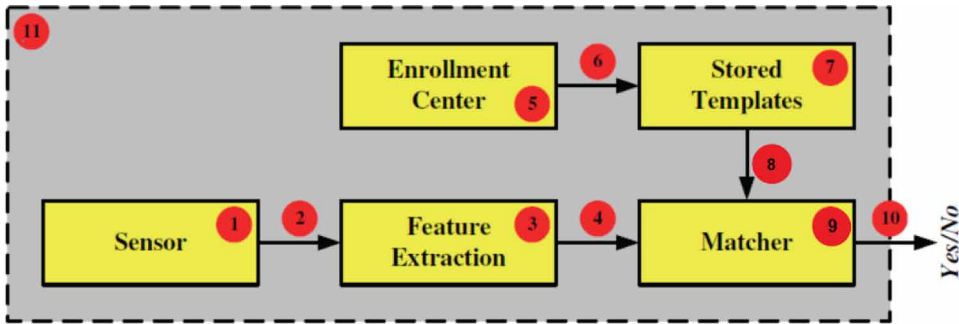 11
Enrollment
Center
5
6
Stored
Templates
7
8
Sensor
1
2
Feature
Extraction
3
4
Matcher
9
10
Yes/No